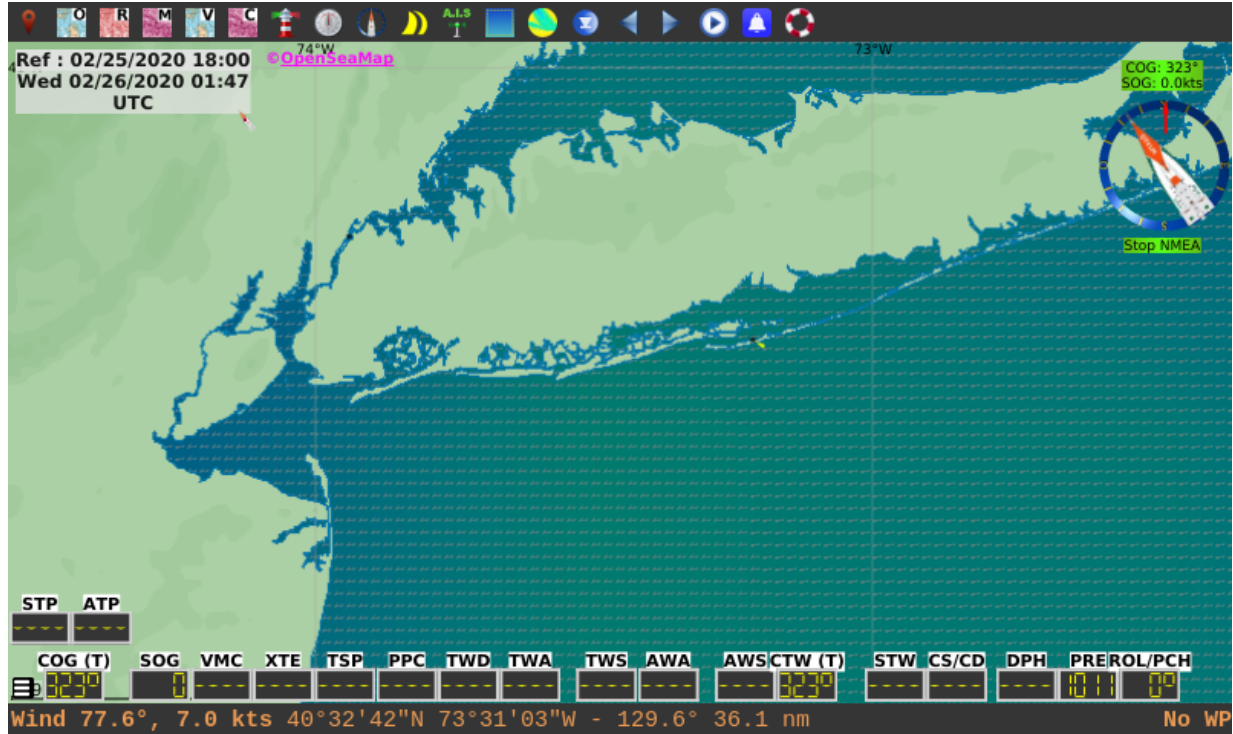 O R M V C A.I.S
74°W 73°W
©OpenSeaMap
Ref : 02/25/2020 18:00
Wed 02/26/2020 01:47
UTC
COG: 323°
SOG: 0.0kts
Stop NMEA
STP ATP
---- ----
COG (T) SOG VMC XTE TSP PPC TWD TWA TWS AWA AWS CTW (T) STW CS/CD DPH PRE ROL/PCH
323° 0 ---- ---- ---- ---- ---- ---- ---- ---- ---- 323° ---- ---- ---- 1011 0°
Wind 77.6°, 7.0 kts 40°32'42"N 73°31'03"W - 129.6° 36.1 nm No WP